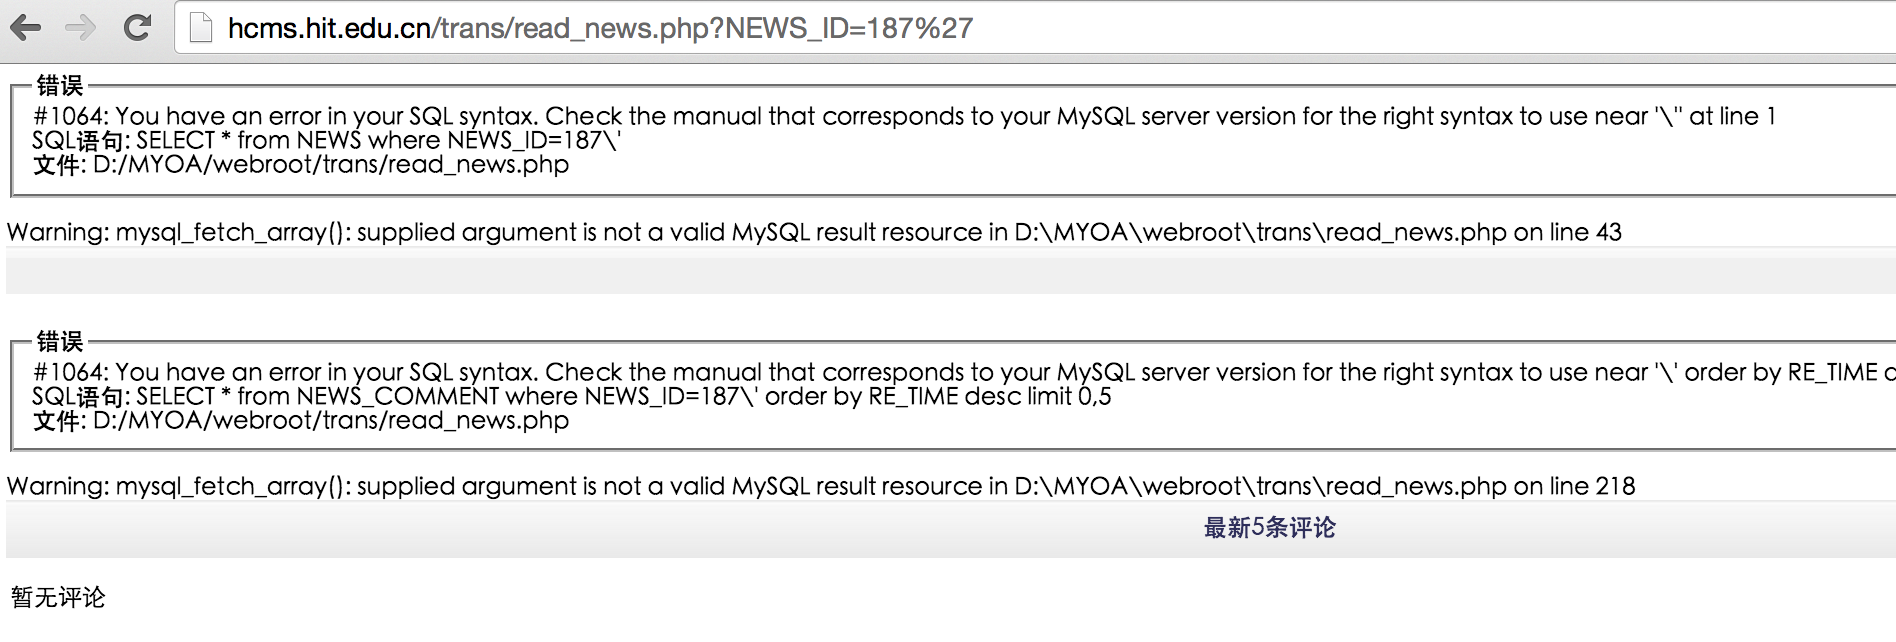 hcms.hit.edu.cn/trans/read_news.php?NEWS_ID=187%27
错误
#1064: You have an error in your SQL syntax. Check the manual that corresponds to your MySQL server version for the right syntax to use near '\'' at line 1
SQL语句: SELECT * from NEWS where NEWS_ID=187\'
文件: D:/MYOA/webroot/trans/read_news.php
Warning: mysql_fetch_array(): supplied argument is not a valid MySQL result resource in D:\MYOA\webroot\trans\read_news.php on line 43
错误
#1064: You have an error in your SQL syntax. Check the manual that corresponds to your MySQL server version for the right syntax to use near '\' order by RE_TIME
SQL语句: SELECT * from NEWS_COMMENT where NEWS_ID=187\' order by RE_TIME desc limit 0,5
文件: D:/MYOA/webroot/trans/read_news.php
Warning: mysql_fetch_array(): supplied argument is not a valid MySQL result resource in D:\MYOA\webroot\trans\read_news.php on line 218
最新5条评论
暂无评论